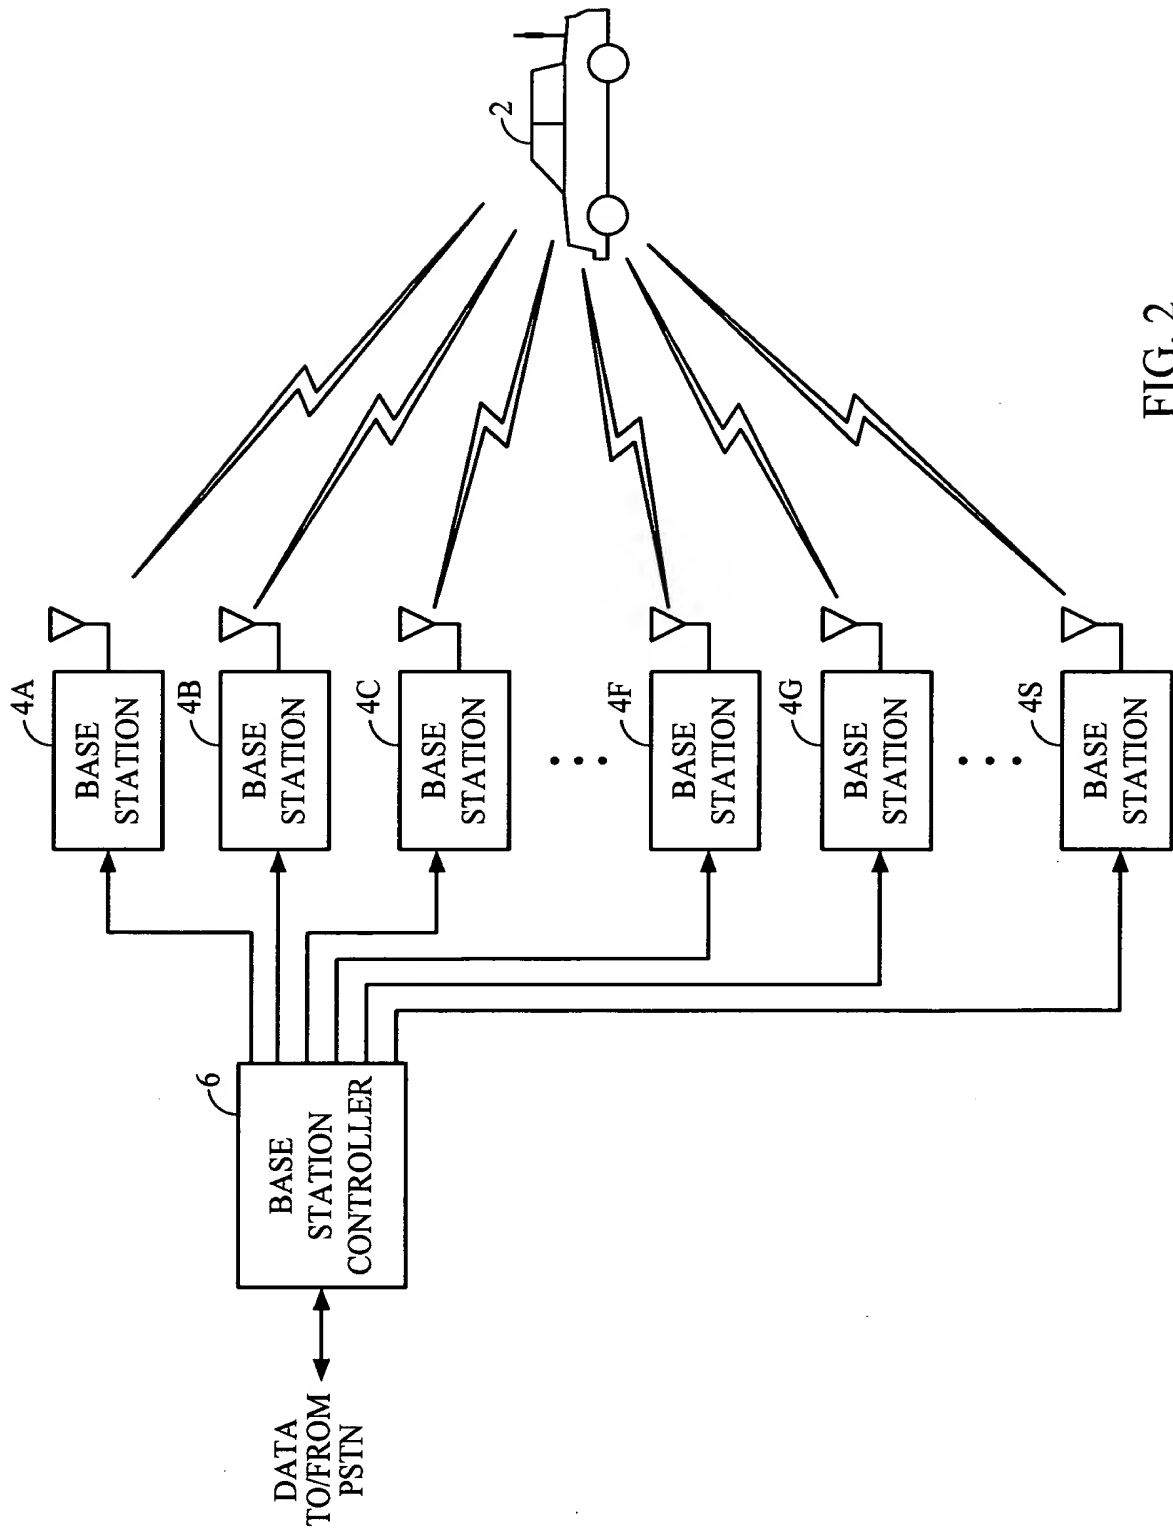 DATA
TO/FROM
PSTN
6
BASE
STATION
CONTROLLER
4A
BASE
STATION
4B
BASE
STATION
4C
BASE
STATION
4F
BASE
STATION
4G
BASE
STATION
4S
BASE
STATION
2
FIG. 2